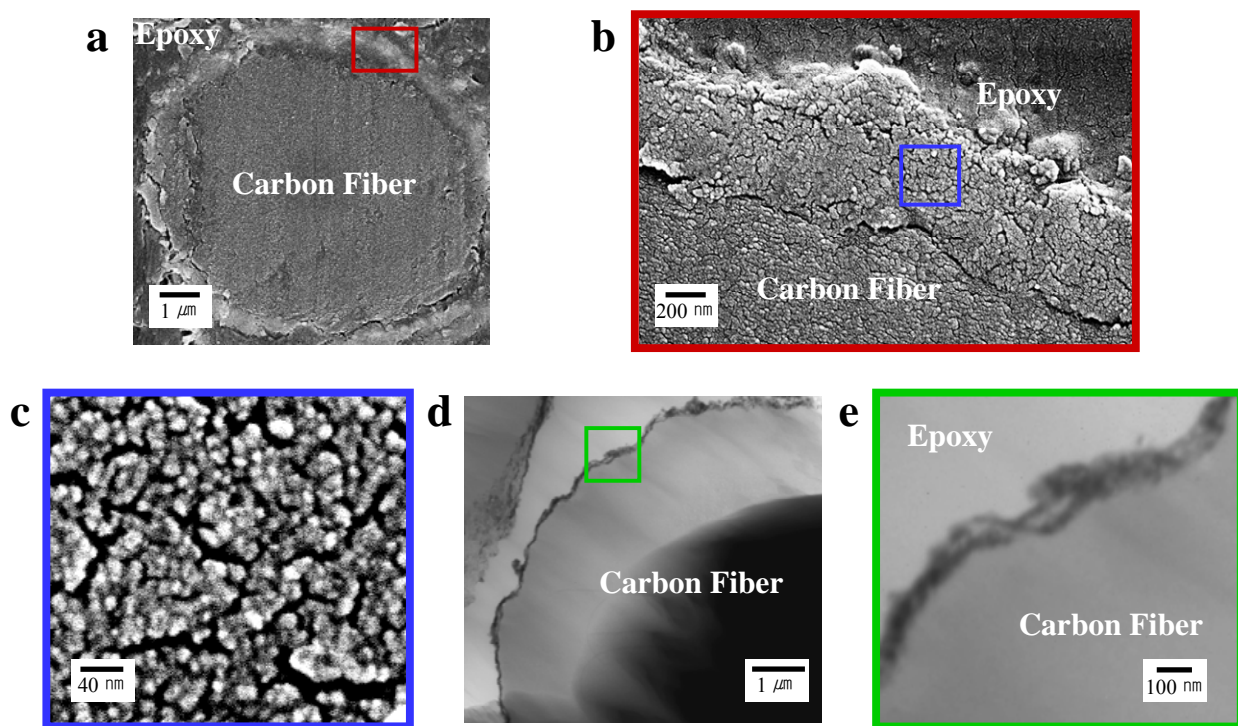 a
Epoxy
Carbon Fiber
1 ㎛
b
Epoxy
Carbon Fiber
200 ㎚
c
40 ㎚
d
Carbon Fiber
1 ㎛
e
Epoxy
Carbon Fiber
100 ㎚